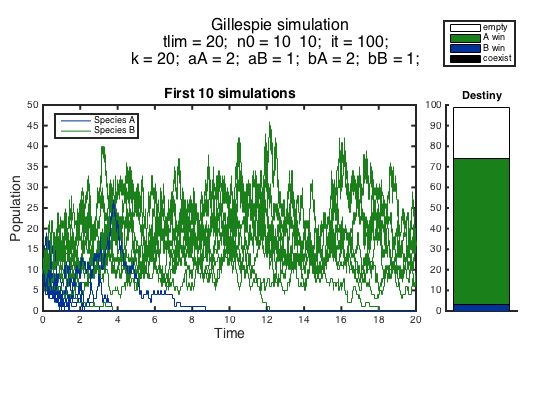 Gillespie simulation
tlim = 20; n0 = 10 10; it = 100;
k = 20; aA = 2; aB = 1; bA = 2; bB = 1;
empty
A win
B win
coexist
First 10 simulations
Destiny
Species A
Species B
50
45
40
35
30
25
20
15
10
5
0
Population
0 2 4 6 8 10 12 14 16 18 20
Time
100
90
80
70
60
50
40
30
20
10
0